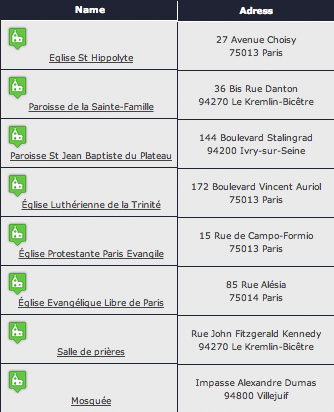 Name
Adress
Eglise St Hippolyte
27 Avenue Choisy
75013 Paris
Paroisse de la Sainte-Famille
36 Bis Rue Danton
94270 Le Kremlin-Bicêtre
Paroisse St Jean Baptiste du Plateau
144 Boulevard Stalingrad
94200 Ivry-sur-Seine
Église Luthérienne de la Trinité
172 Boulevard Vincent Auriol
75013 Paris
Église Protestante Paris Evangile
15 Rue de Campo-Formio
75013 Paris
Église Evangélique Libre de Paris
85 Rue Alésia
75014 Paris
Salle de prières
Rue John Fitzgerald Kennedy
94270 Le Kremlin-Bicêtre
Mosquée
Impasse Alexandre Dumas
94800 Villejuif